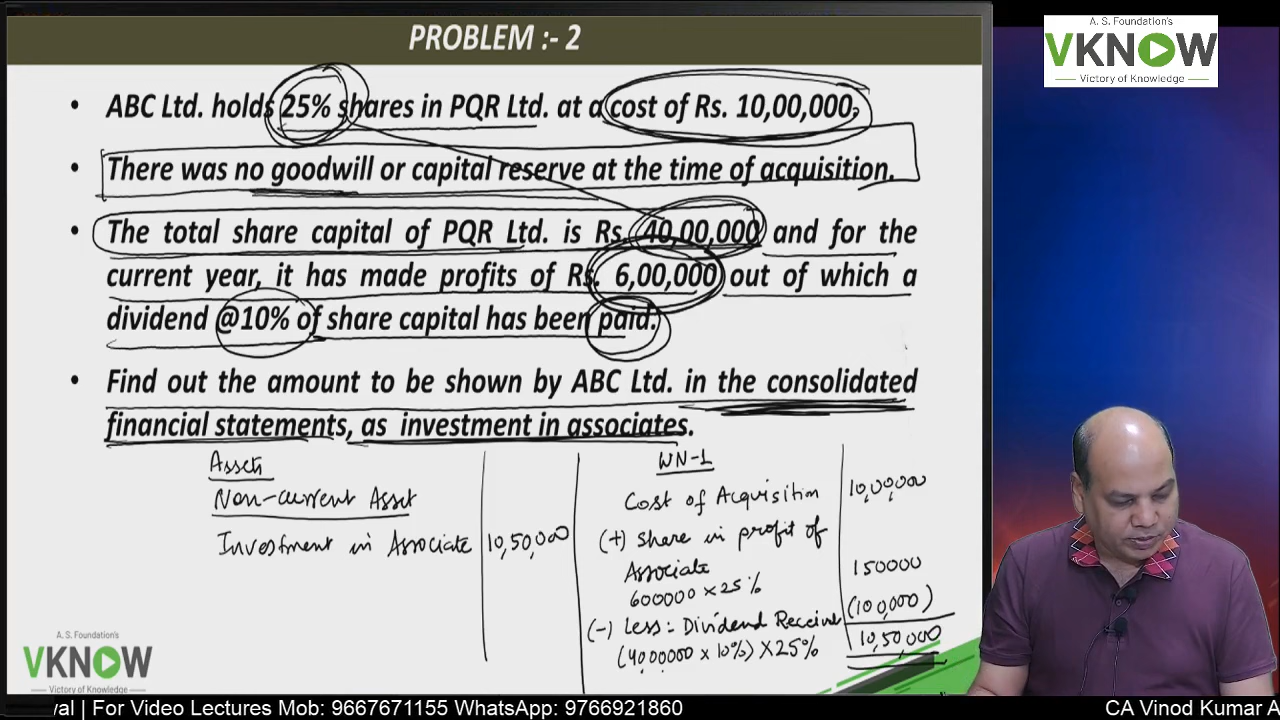 PROBLEM :- 2
A. S. Foundation's
VKNOW
Victory of Knowledge
• ABC Ltd. holds 25% shares in PQR Ltd. at a cost of Rs. 10,00,000.
• There was no goodwill or capital reserve at the time of acquisition.
• The total share capital of PQR Ltd. is Rs. 40,00,000 and for the
current year, it has made profits of Rs. 6,00,000 out of which a
dividend @10% of share capital has been paid.
• Find out the amount to be shown by ABC Ltd. in the consolidated
financial statements, as investment in associates.
Assets
Non-current Asset
Investment in Associate 10,50,000
WN-1
Cost of Acquisition 10,00,000
(+) Share in profit of
Associate 150000
600000 × 25%
(-) Less: Dividend Received (100,000)
(4000000 × 10%) × 25% 10,50,000
A. S. Foundation's
VKNOW
Victory of Knowledge
wal | For Video Lectures Mob: 9667671155 WhatsApp: 9766921860
CA Vinod Kumar A